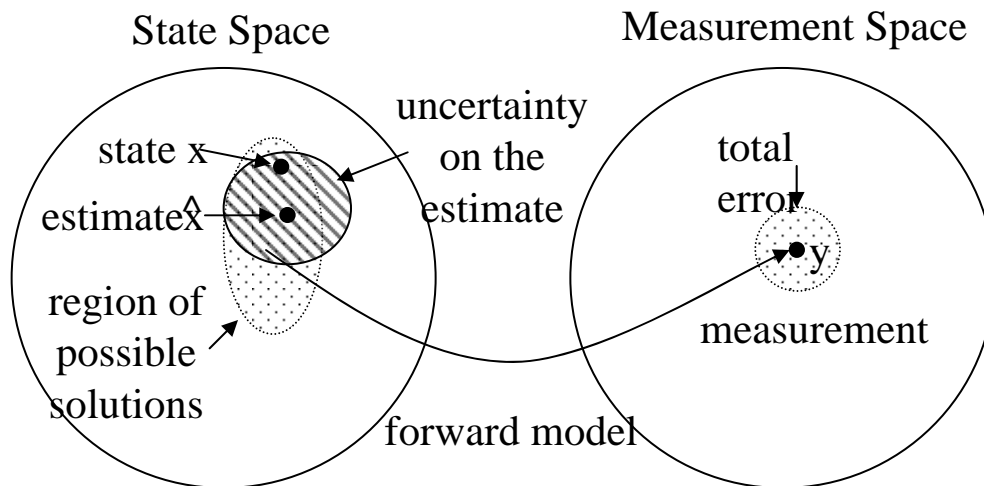 State Space
Measurement Space
uncertainty
on the
estimate
state x
estimate x̂
region of
possible
solutions
total
error
y
measurement
forward model